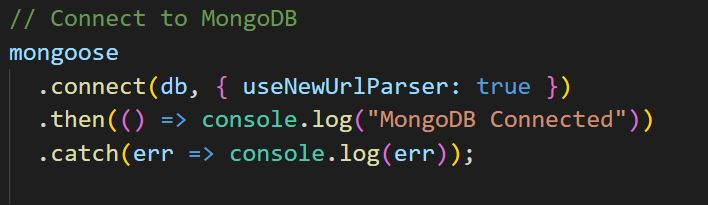 // Connect to MongoDB
mongoose
  .connect(db, { useNewUrlParser: true })
  .then(() => console.log("MongoDB Connected"))
  .catch(err => console.log(err));